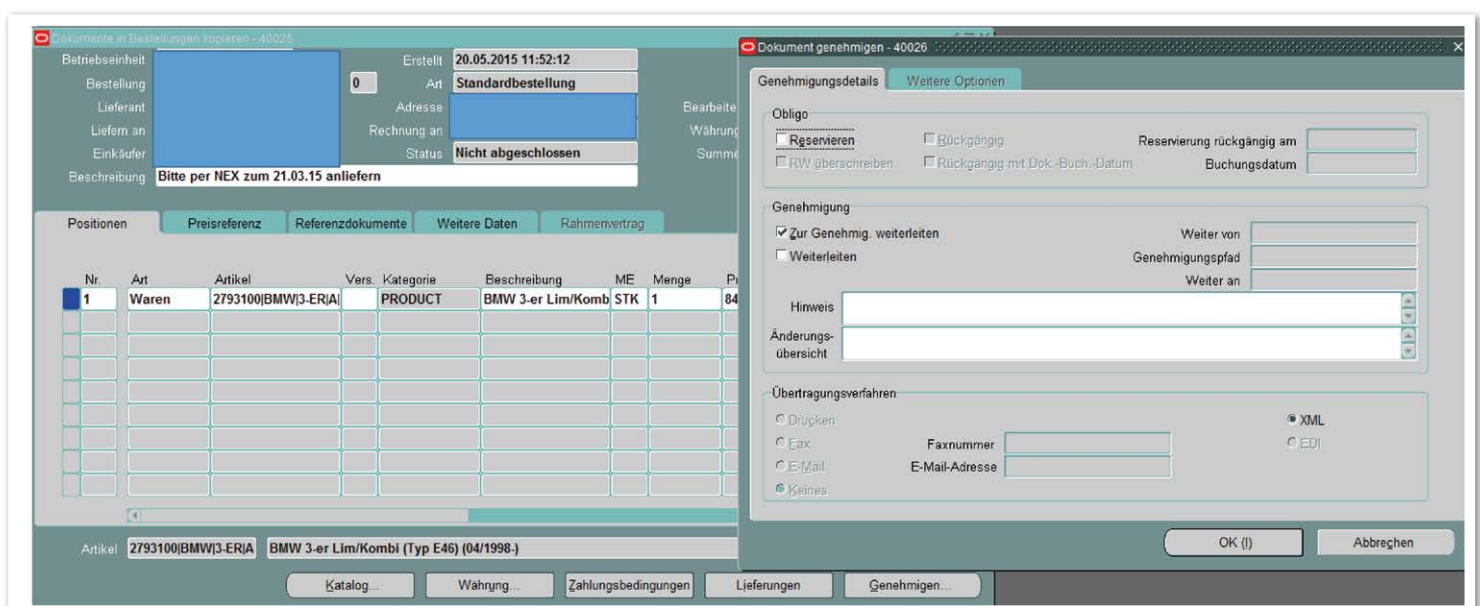 Dokumente in Bestellungen kopieren - 40026
Betriebseinheit
Erstellt 20.05.2015 11:52:12
Bestellung 0 Art Standardbestellung
Lieferant Adresse Bearbeite
Liefern an Rechnung an Währung
Einkäufer Status Nicht abgeschlossen Summe
Beschreibung Bitte per NEX zum 21.03.15 anliefern
Positionen Preisreferenz Referenzdokumente Weitere Daten Rahmenvertrag
Nr. Art Artikel Vers. Kategorie Beschreibung ME Menge Pr
1 Waren 2793100|BMW|3-ER|A| PRODUCT BMW 3-er Lim/Komb STK 1 84
Artikel 2793100|BMW|3-ER|A BMW 3-er Lim/Kombi (Typ E46) (04/1998-)
Katalog... Währung... Zahlungsbedingungen Lieferungen Genehmigen...
Dokument genehmigen - 40026
Genehmigungsdetails Weitere Optionen
Obligo
Reservieren Rückgängig Reservierung rückgängig am
RW überschreiben Rückgängig mit Dok.-Buch.-Datum Buchungsdatum
Genehmigung
Zur Genehmig. weiterleiten Weiter von
Weiterleiten Genehmigungspfad
Weiter an
Hinweis
Änderungs-
übersicht
Übertragungsverfahren
Drucken XML
Fax Faxnummer EDI
E-Mail E-Mail-Adresse
Keines
OK (I) Abbrechen